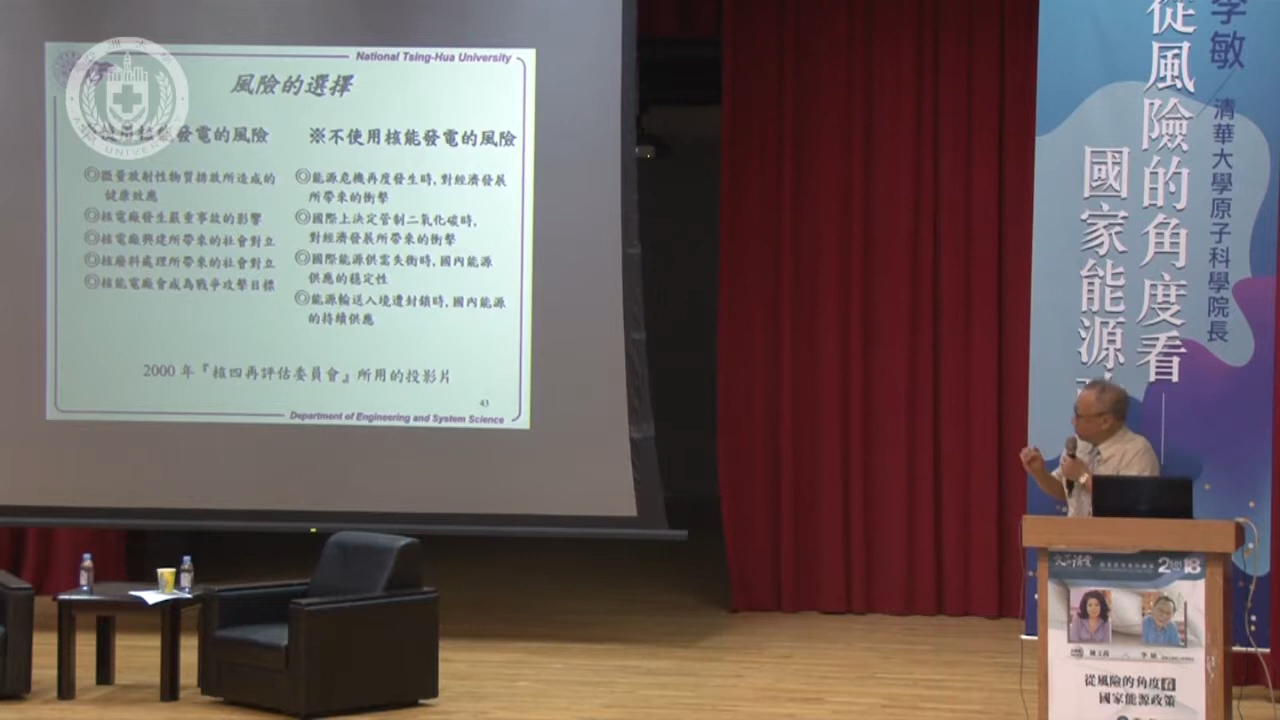 National Tsing-Hua University
風險的選擇
使用核能發電的風險
◎微量放射性物質排放所造成的
健康效應
◎核電廠發生嚴重事故的影響
◎核電廠興建所帶來的社會對立
◎核廢料處理所帶來的社會對立
◎核能電廠會成為戰爭攻擊目標
※不使用核能發電的風險
◎能源危機再度發生時,對經濟發展
所帶來的衝擊
◎國際上決定管制二氧化碳時,
對經濟發展所帶來的衝擊
◎國際能源供需失衡時,國內能源
供應的穩定性
◎能源輸送入境遭封鎖時,國內能源
的持續供應
2000 年『核四再評估委員會』所用的投影片
43
Department of Engineering and System Science
李敏/清華大學原子科學院長
從風險的角度看
國家能源
從風險的角度看
國家能源政策